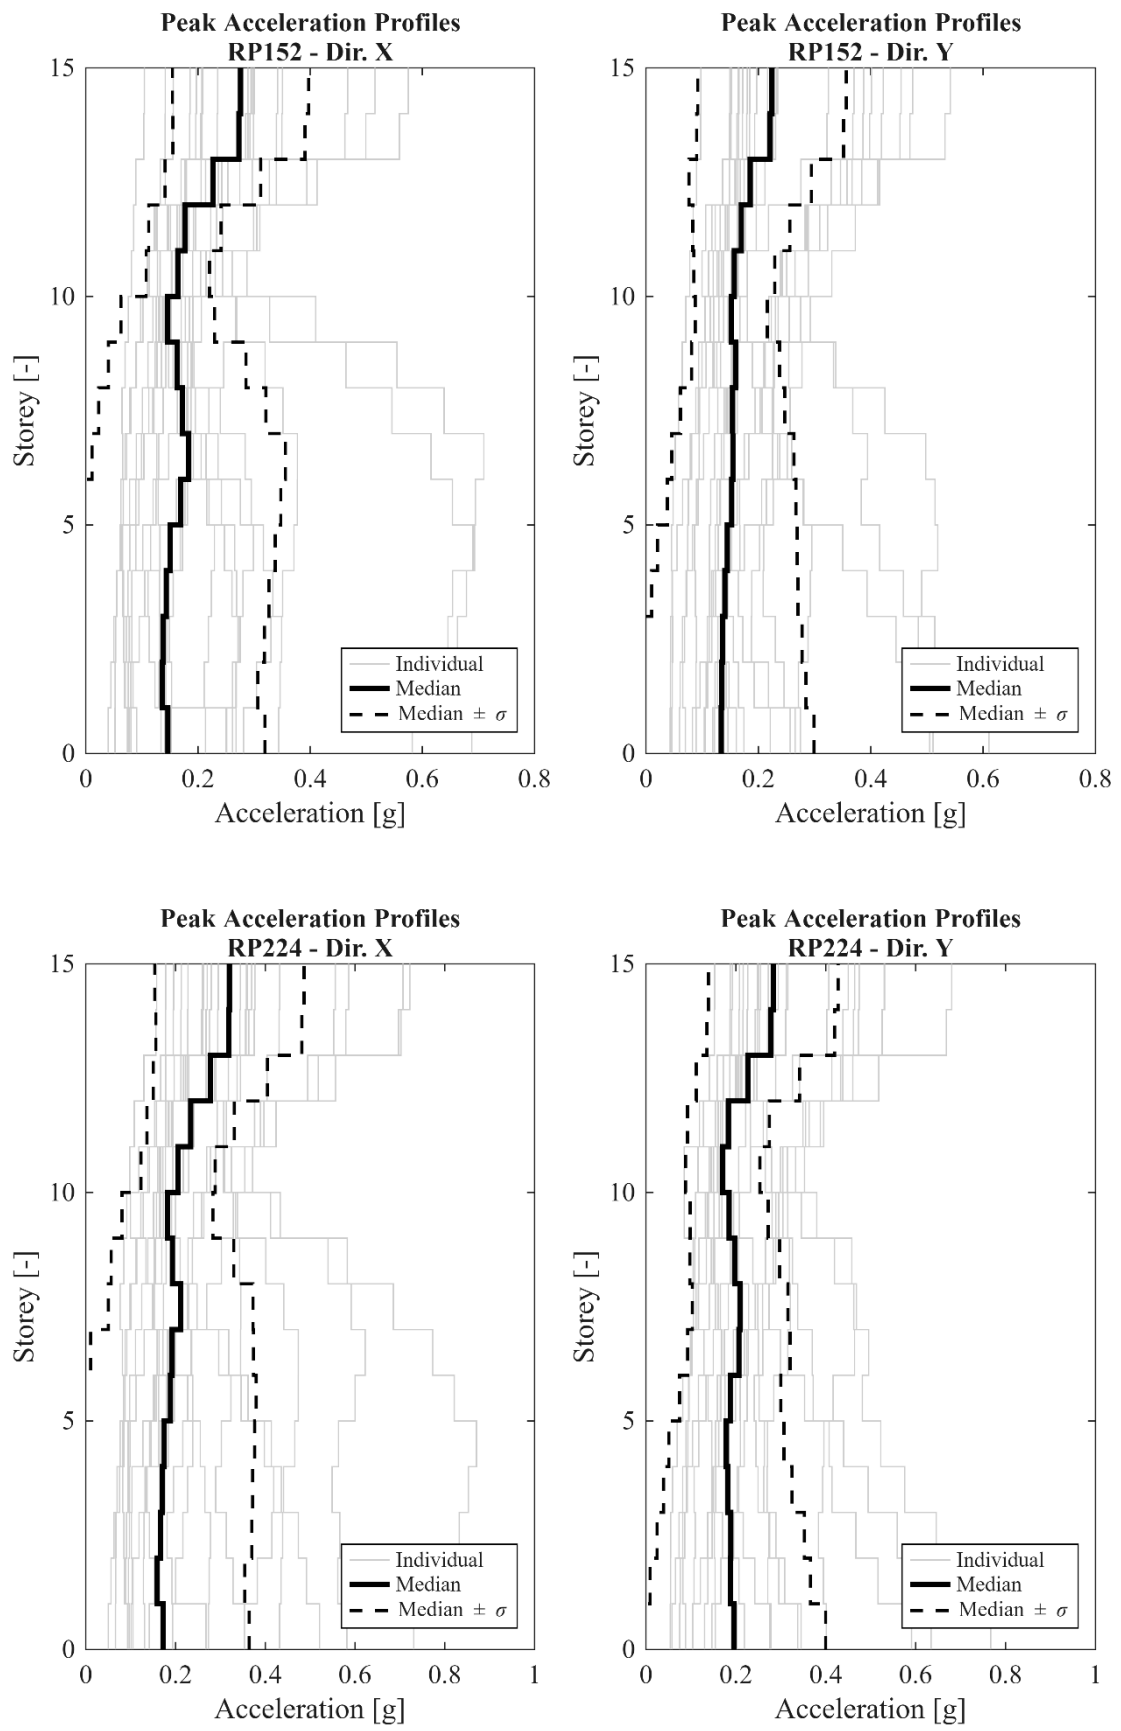 Peak Acceleration Profiles
RP152 - Dir. X
15
10
5
0
Storey [-]
Individual
Median
Median ± σ
0 0.2 0.4 0.6 0.8
Acceleration [g]
Peak Acceleration Profiles
RP152 - Dir. Y
15
10
5
0
Storey [-]
Individual
Median
Median ± σ
0 0.2 0.4 0.6 0.8
Acceleration [g]
Peak Acceleration Profiles
RP224 - Dir. X
15
10
5
0
Storey [-]
Individual
Median
Median ± σ
0 0.2 0.4 0.6 0.8 1
Acceleration [g]
Peak Acceleration Profiles
RP224 - Dir. Y
15
10
5
0
Storey [-]
Individual
Median
Median ± σ
0 0.2 0.4 0.6 0.8 1
Acceleration [g]